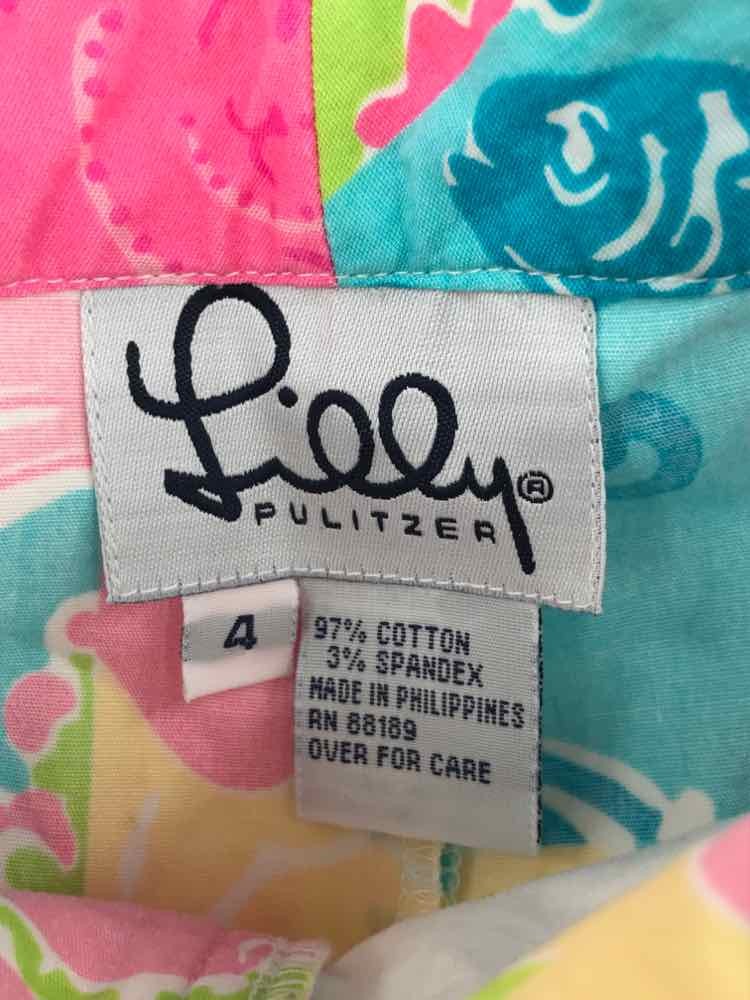 Lilly®
PULITZER
4
97% COTTON
3% SPANDEX
MADE IN PHILIPPINES
RN 88189
OVER FOR CARE